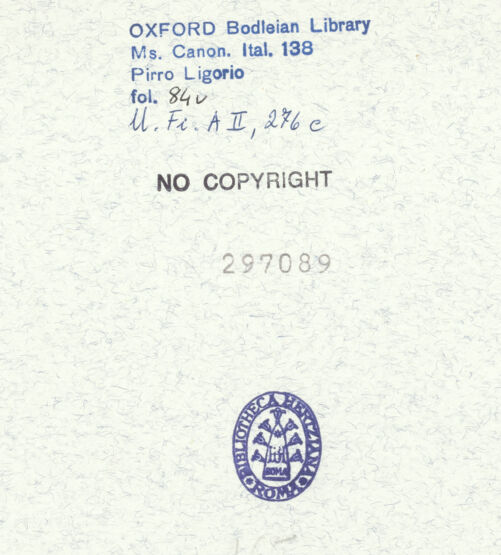 OXFORD Bodleian Library
Ms. Canon. Ital. 138
Pirro Ligorio
fol. 84v
U. Fi. A II, 276 c
NO COPYRIGHT
297089
BIBLIOTHECA HERTZIANA
ROMA
ROMA